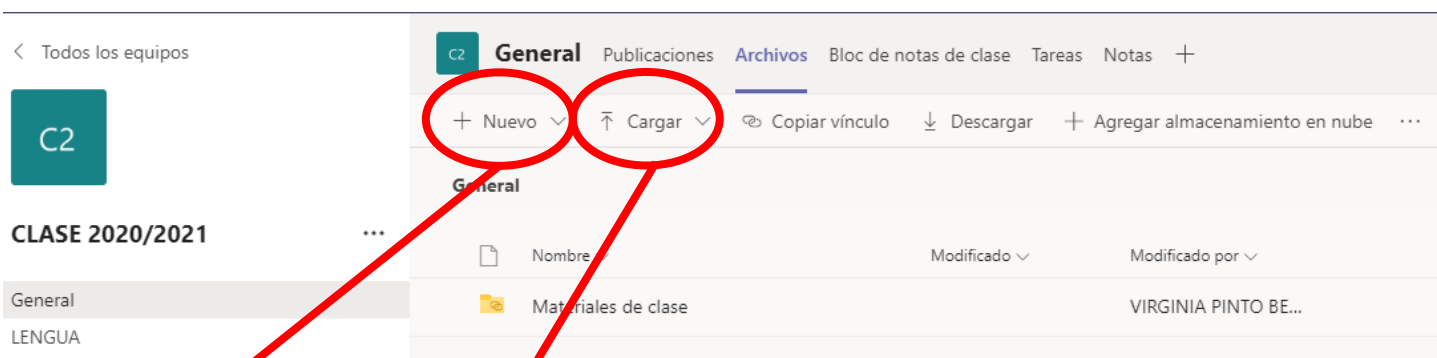 Todos los equipos
C2
CLASE 2020/2021 ...
General
LENGUA
C2 General Publicaciones Archivos Bloc de notas de clase Tareas Notas +
+ Nuevo Cargar Copiar vínculo Descargar + Agregar almacenamiento en nube ...
General
Nombre Modificado Modificado por
Materiales de clase VIRGINIA PINTO BE...